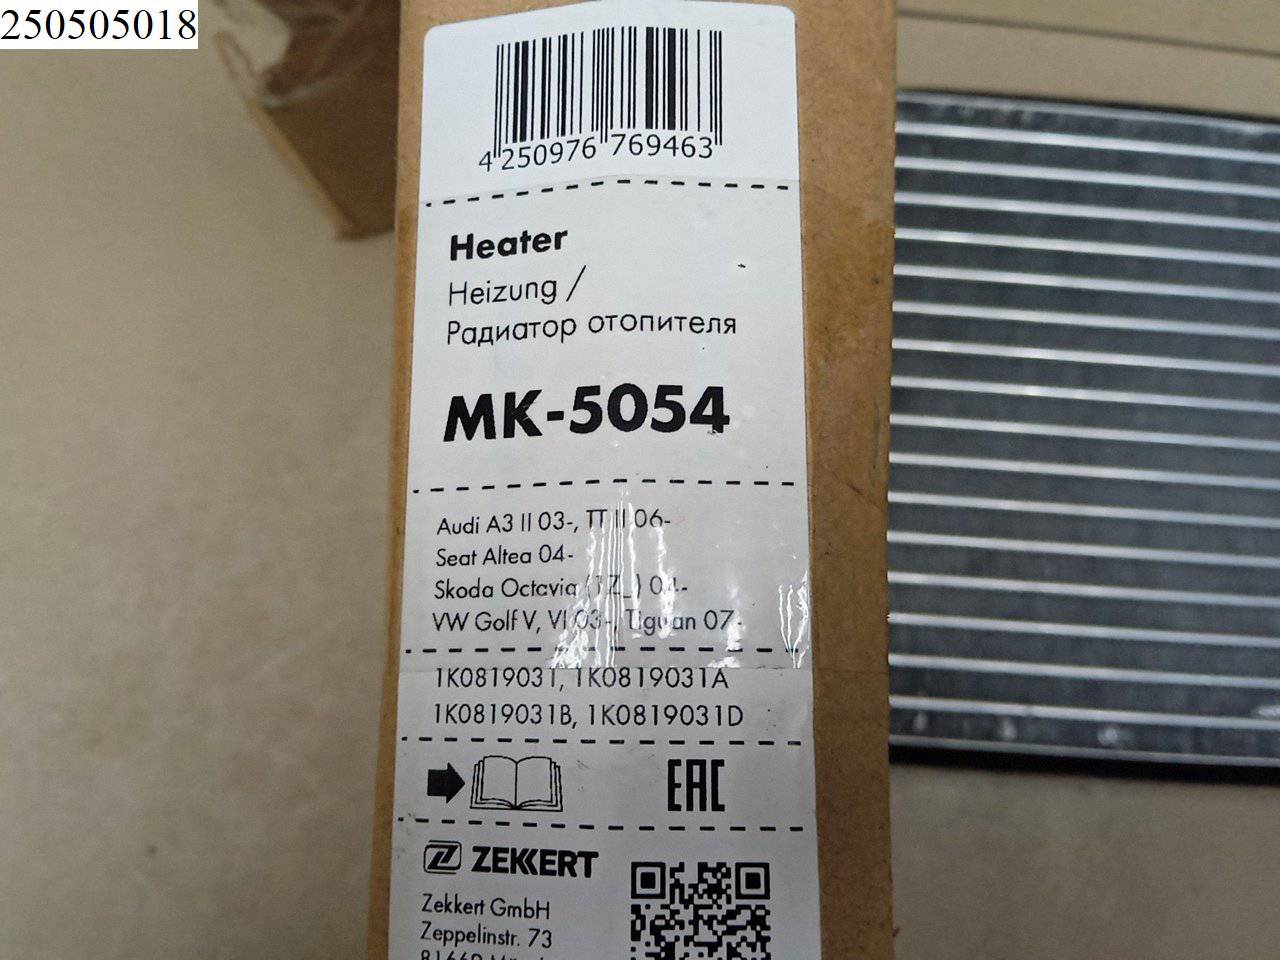 250505018
4 250976 769463
Heater
Heizung /
Радиатор отопителя
MK-5054
Audi A3 II 03-, TT II 06-
Seat Altea 04-
Skoda Octavia (1Z_) 04-
VW Golf V, VI 03-, Tiguan 07-
1K0819031, 1K0819031A
1K0819031B, 1K0819031D
EAC
ZEKKERT
Zekkert GmbH
Zeppelinstr. 73